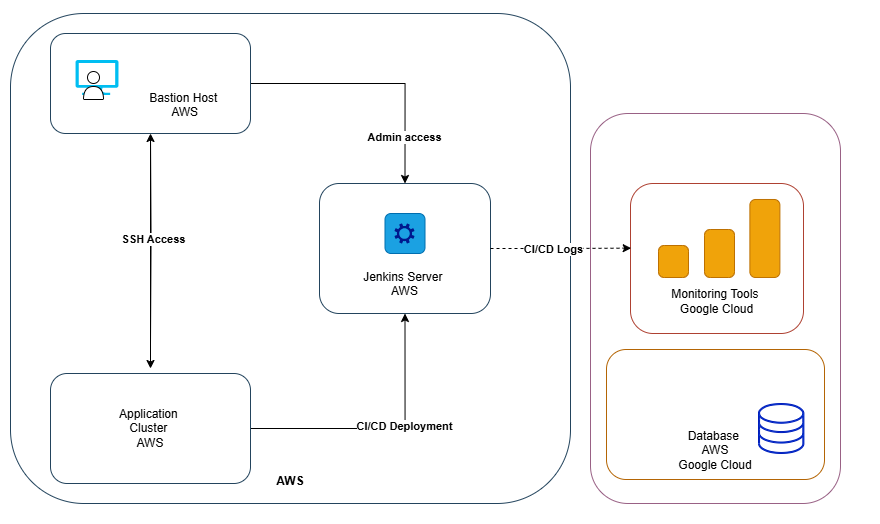 Bastion Host
AWS
Admin access
SSH Access
Jenkins Server
AWS
CI/CD Logs
Monitoring Tools
Google Cloud
Application
Cluster
AWS
CI/CD Deployment
Database
AWS
Google Cloud
AWS